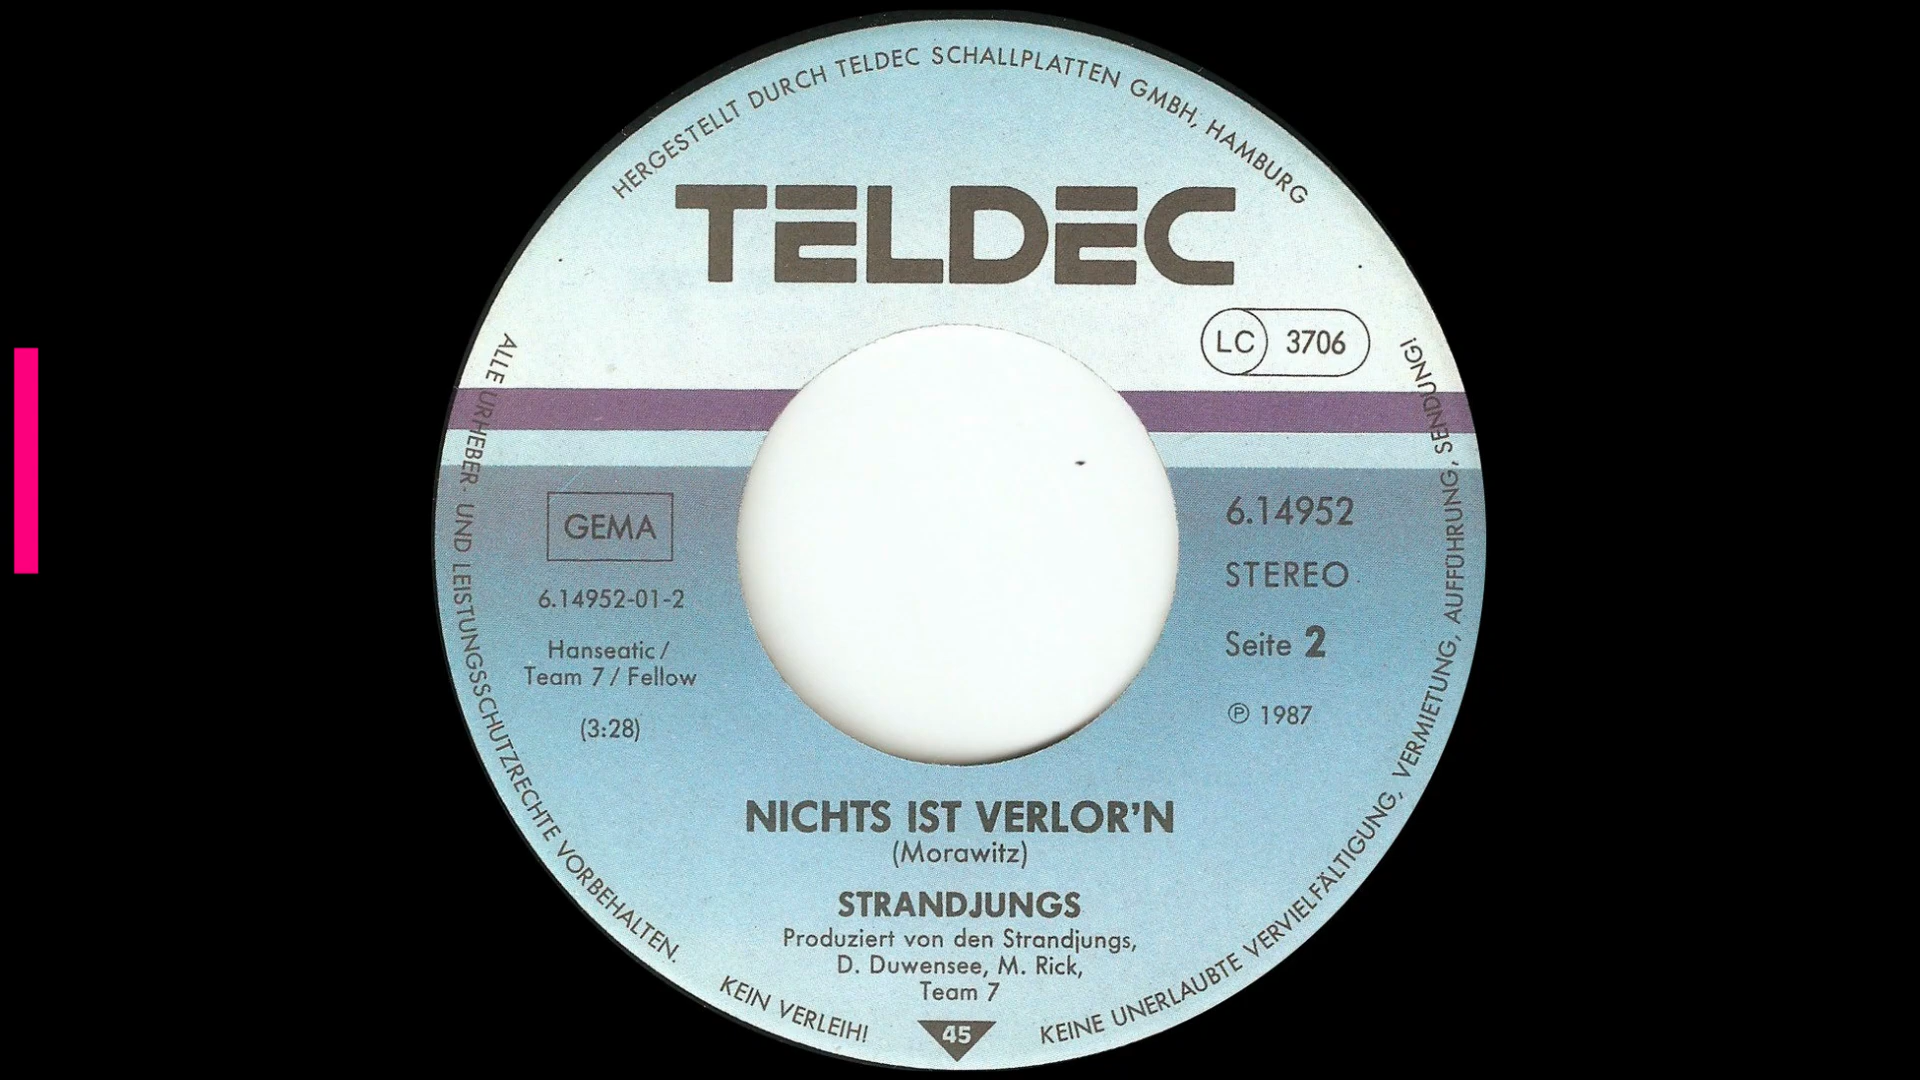 HERGESTELLT DURCH TELDEC SCHALLPLATTEN GMBH, HAMBURG
TELDEC
LC 3706
GEMA
6.14952-01-2
Hanseatic /
Team 7 / Fellow
(3:28)
6.14952
STEREO
Seite 2
℗ 1987
NICHTS IST VERLOR'N
(Morawitz)
STRANDJUNGS
Produziert von den Strandjungs,
D. Duwensee, M. Rick,
Team 7
45
ALLE URHEBER- UND LEISTUNGSSCHUTZRECHTE VORBEHALTEN.
KEIN VERLEIH!
KEINE UNERLAUBTE VERVIELFÄLTIGUNG, VERMIETUNG, AUFFÜHRUNG, SENDUNG!